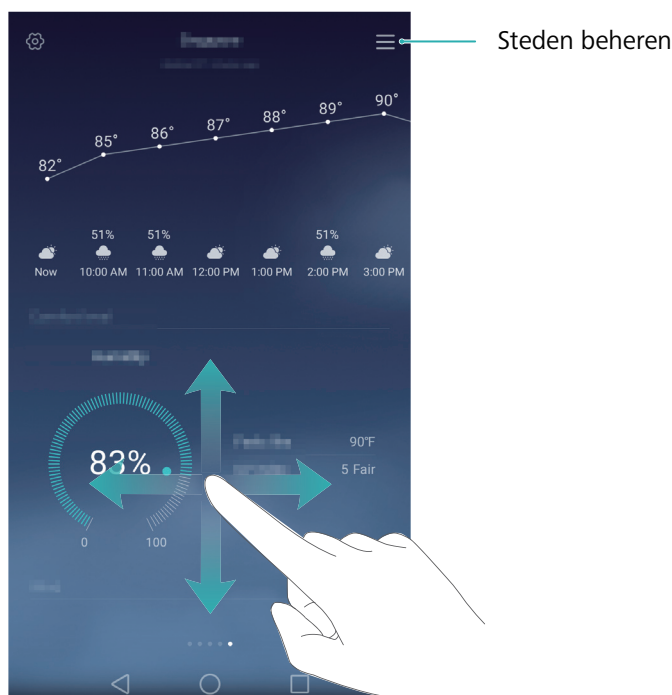 Steden beheren
82° 85° 86° 87° 88° 89° 90°
51% 51% 51%
Now 10:00 AM 11:00 AM 12:00 PM 1:00 PM 2:00 PM 3:00 PM
83%
0 100
90°F
5 Fair